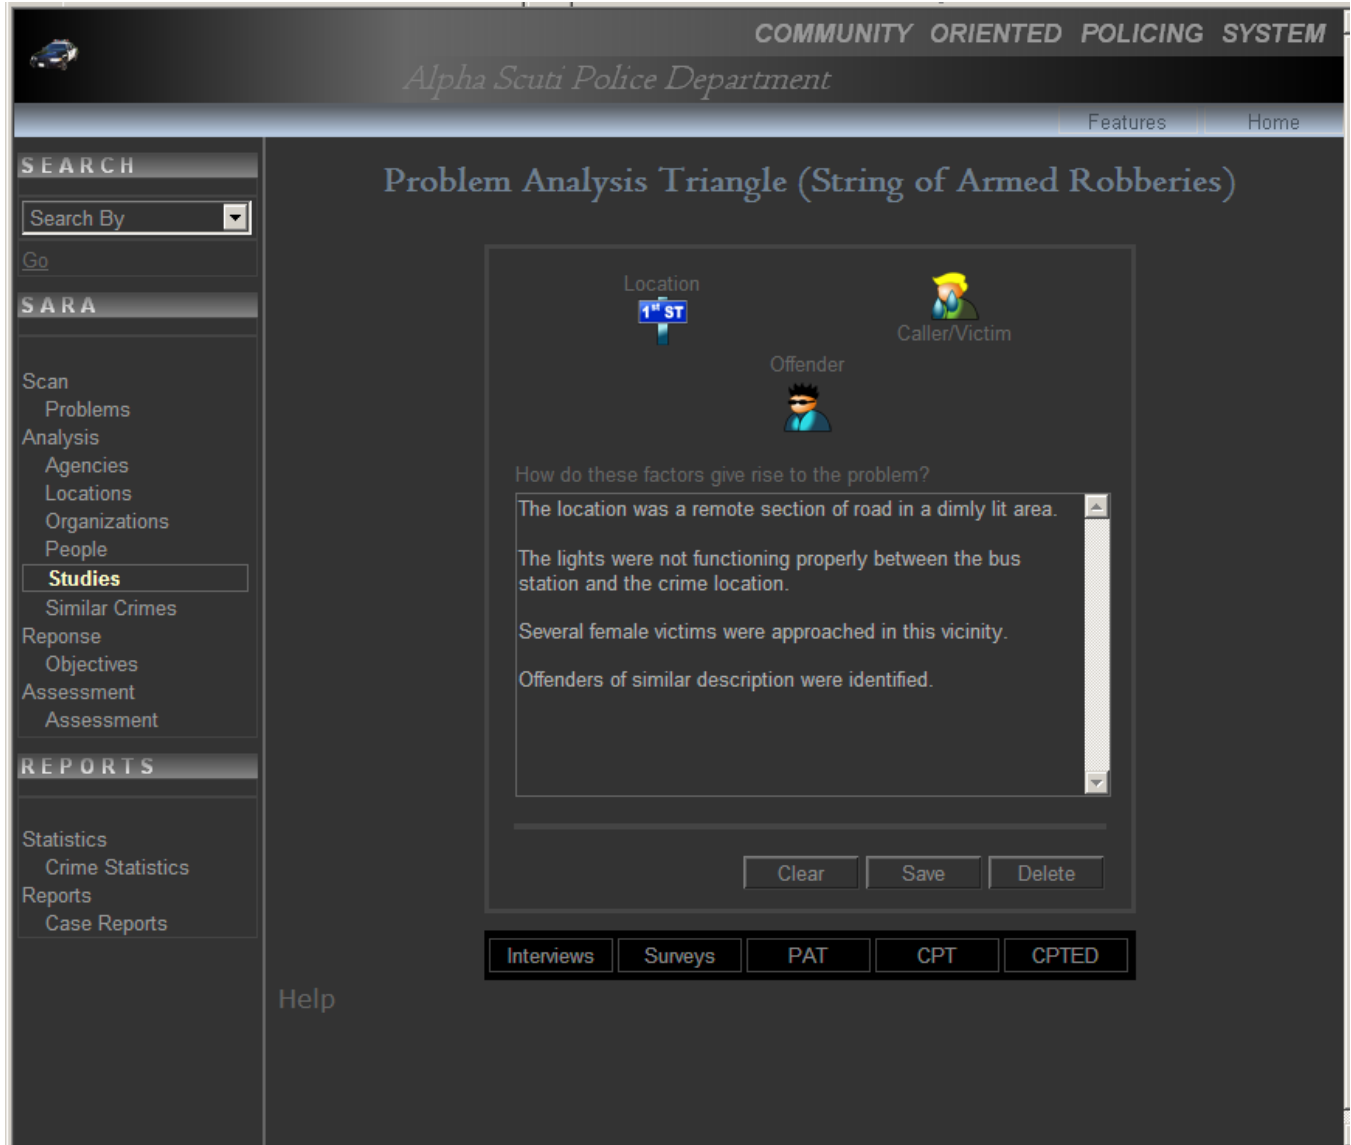 COMMUNITY ORIENTED POLICING SYSTEM
Alpha Scuti Police Department
Features Home
SEARCH
Search By
Go
SARA
Scan
Problems
Analysis
Agencies
Locations
Organizations
People
Studies
Similar Crimes
Reponse
Objectives
Assessment
Assessment
REPORTS
Statistics
Crime Statistics
Reports
Case Reports
Problem Analysis Triangle (String of Armed Robberies)
Location
1st ST
Caller/Victim
Offender
How do these factors give rise to the problem?
The location was a remote section of road in a dimly lit area.
The lights were not functioning properly between the bus
station and the crime location.
Several female victims were approached in this vicinity.
Offenders of similar description were identified.
Clear Save Delete
Interviews Surveys PAT CPT CPTED
Help